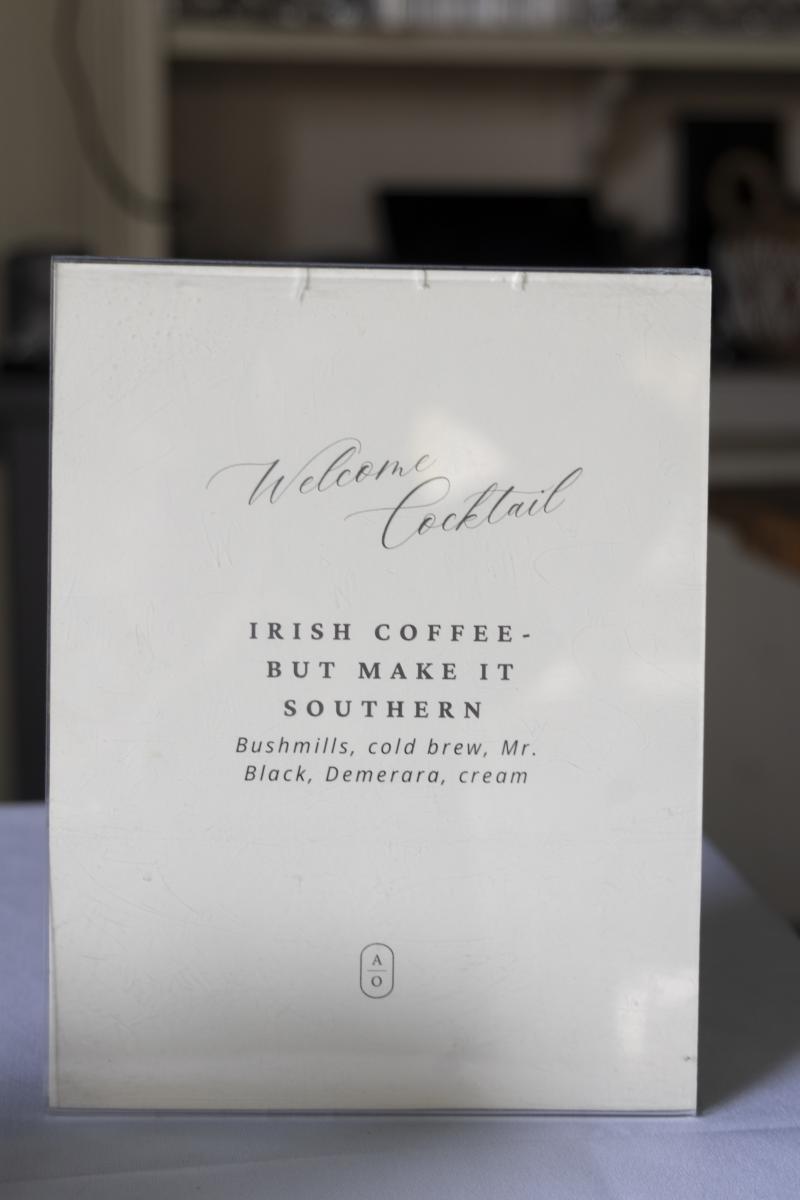 Welcome
Cocktail
IRISH COFFEE-
BUT MAKE IT
SOUTHERN
Bushmills, cold brew, Mr.
Black, Demerara, cream
A
O